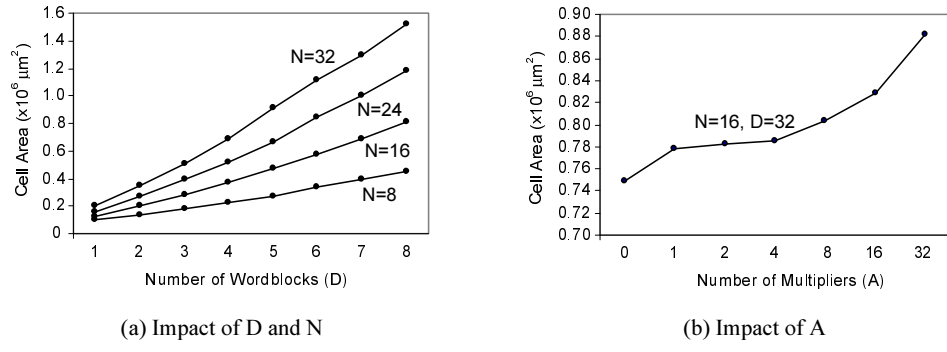 1.6
1.4
1.2
1.0
0.8
0.6
0.4
0.2
0
Cell Area (x10⁶ µm²)
N=32
N=24
N=16
N=8
1 2 3 4 5 6 7 8
Number of Wordblocks (D)
(a) Impact of D and N
0.88
0.86
0.84
0.82
0.80
0.78
0.76
0.74
0.72
0.70
Cell Area (x10⁶ µm²)
N=16, D=32
0 1 2 4 8 16 32
Number of Multipliers (A)
(b) Impact of A